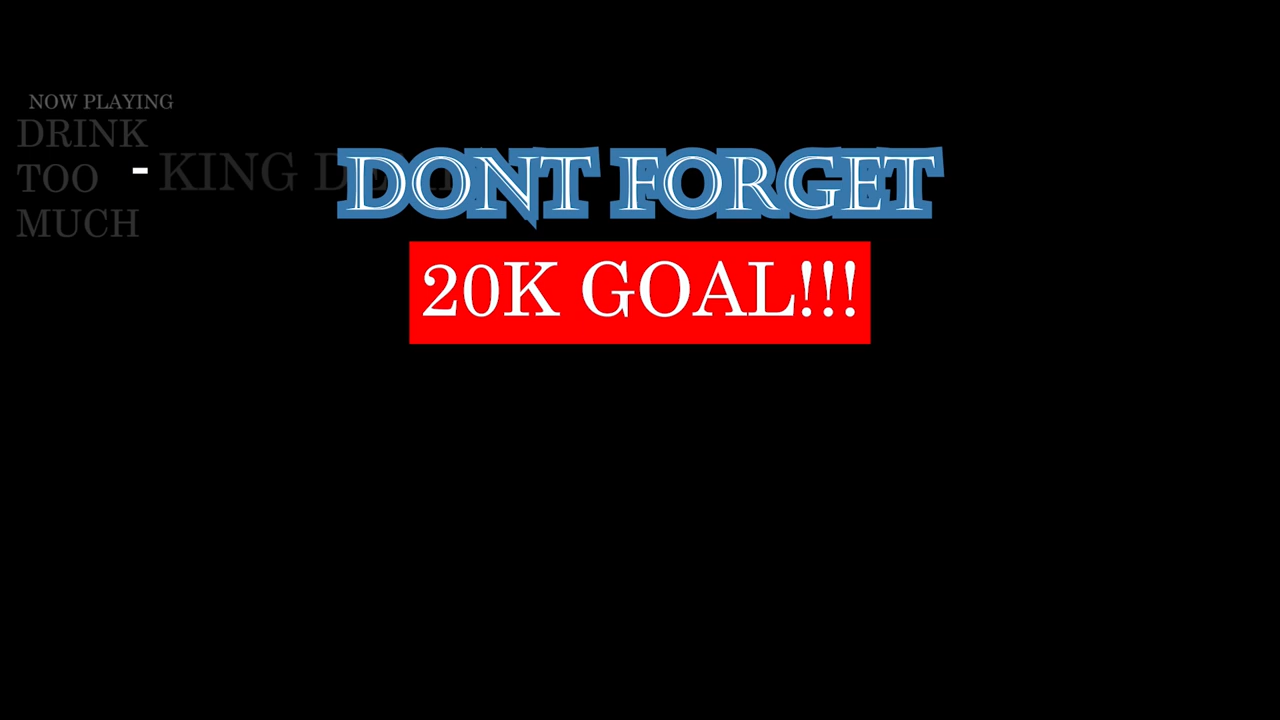 NOW PLAYING
DRINK
TOO
MUCH
- KING
DONT FORGET
20K GOAL!!!